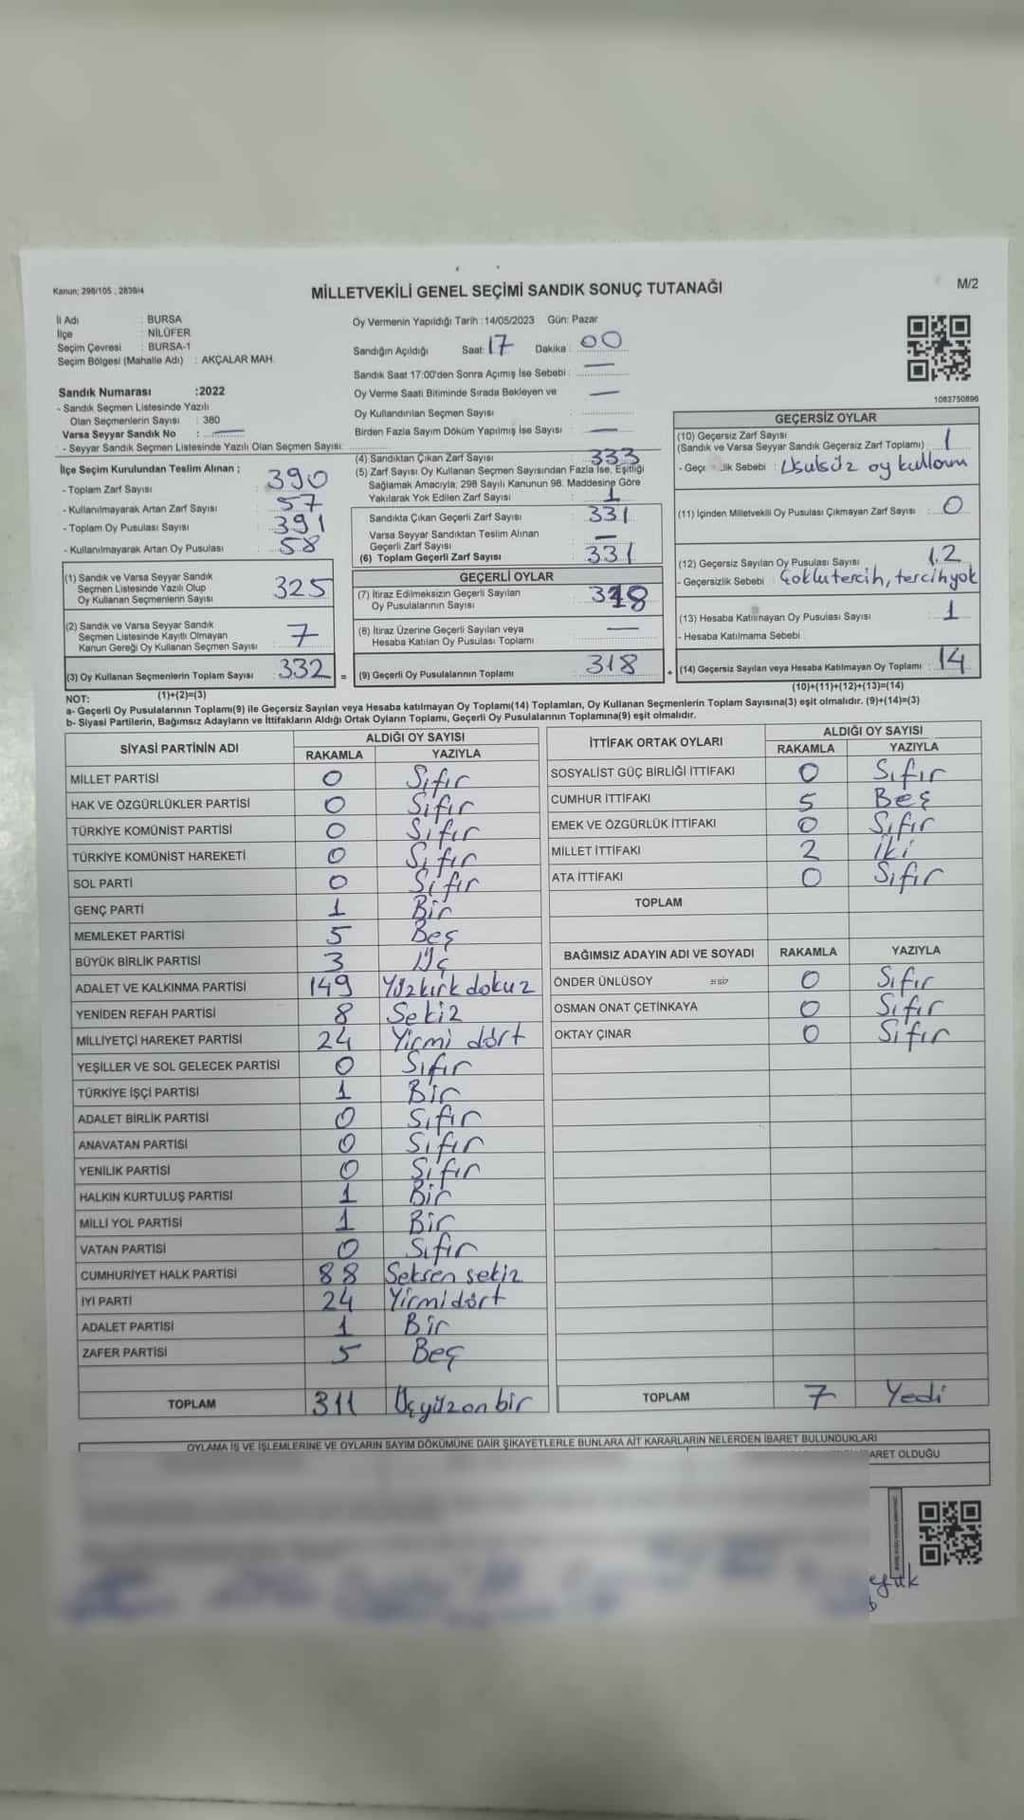 Kanun; 298/105 ; 2839/4
MİLLETVEKİLİ GENEL SEÇİMİ SANDIK SONUÇ TUTANAĞI
M/2
İl Adı : BURSA
İlçe : NİLÜFER
Seçim Çevresi : BURSA-1
Seçim Bölgesi (Mahalle Adı) : AKÇALAR MAH.
Sandık Numarası :2022
- Sandık Seçmen Listesinde Yazılı
Olan Seçmenlerin Sayısı : 380
Varsa Seyyar Sandık No : —
- Seyyar Sandık Seçmen Listesinde Yazılı Olan Seçmen Sayısı:
Oy Vermenin Yapıldığı Tarih :14/05/2023 Gün: Pazar
Sandığın Açıldığı Saat: 17 Dakika : 00
Sandık Saat 17:00'den Sonra Açımış İse Sebebi : —
Oy Verme Saati Bitiminde Sırada Bekleyen ve —
Oy Kullandırılan Seçmen Sayısı :
Birden Fazla Sayım Döküm Yapılmış İse Sayısı : —
1083750896
İlçe Seçim Kurulundan Teslim Alınan ;
- Toplam Zarf Sayısı : 390
- Kullanılmayarak Artan Zarf Sayısı : 57
- Toplam Oy Pusulası Sayısı : 391
- Kullanılmayarak Artan Oy Pusulası : 58
(1) Sandık ve Varsa Seyyar Sandık
Seçmen Listesinde Yazılı Olup
Oy Kullanan Seçmenlerin Sayısı : 325
(2) Sandık ve Varsa Seyyar Sandık
Seçmen Listesinde Kayıtlı Olmayan
Kanun Gereği Oy Kullanan Seçmen Sayısı : 7
(3) Oy Kullanan Seçmenlerin Toplam Sayısı : 332 =
(1)+(2)=(3)
(4) Sandıktan Çıkan Zarf Sayısı : 333
(5) Zarf Sayısı Oy Kullanan Seçmen Sayısından Fazla İse, Eşitliği
Sağlamak Amacıyla, 298 Sayılı Kanunun 98. Maddesine Göre
Yakılarak Yok Edilen Zarf Sayısı : 1
Sandıkta Çıkan Geçerli Zarf Sayısı : 331
Varsa Seyyar Sandıktan Teslim Alınan
Geçerli Zarf Sayısı : —
(6) Toplam Geçerli Zarf Sayısı : 331
GEÇERLİ OYLAR
(7) İtiraz Edilmeksizin Geçerli Sayılan
Oy Pusulalarının Sayısı : 318
(8) İtiraz Üzerine Geçerli Sayılan veya
Hesaba Katılan Oy Pusulası Toplamı : —
(9) Geçerli Oy Pusulalarının Toplamı : 318 +
GEÇERSİZ OYLAR
(10) Geçersiz Zarf Sayısı
(Sandık ve Varsa Seyyar Sandık Geçersiz Zarf Toplamı) : 1
- Geçersizlik Sebebi : Usulsüz oy kullanım
(11) İçinden Milletvekili Oy Pusulası Çıkmayan Zarf Sayısı : 0
(12) Geçersiz Sayılan Oy Pusulası Sayısı : 12
- Geçersizlik Sebebi : Çoklu tercih, tercih yok
(13) Hesaba Katılmayan Oy Pusulası Sayısı : 1
- Hesaba Katılmama Sebebi :
(14) Geçersiz Sayılan veya Hesaba Katılmayan Oy Toplamı : 14
(10)+(11)+(12)+(13)=(14)
NOT:
a- Geçerli Oy Pusulalarının Toplamı(9) ile Geçersiz Sayılan veya Hesaba katılmayan Oy Toplamı(14) Toplamları, Oy Kullanan Seçmenlerin Toplam Sayısına(3) eşit olmalıdır. (9)+(14)=(3)
b- Siyasi Partilerin, Bağımsız Adayların ve İttifakların Aldığı Ortak Oyların Toplamı, Geçerli Oy Pusulalarının Toplamına(9) eşit olmalıdır.
SİYASİ PARTİNİN ADI
ALDIĞI OY SAYISI
RAKAMLA YAZIYLA
MİLLET PARTİSİ 0 Sıfır
HAK VE ÖZGÜRLÜKLER PARTİSİ 0 Sıfır
TÜRKİYE KOMÜNİST PARTİSİ 0 Sıfır
TÜRKİYE KOMÜNİST HAREKETİ 0 Sıfır
SOL PARTİ 0 Sıfır
GENÇ PARTİ 1 Bir
MEMLEKET PARTİSİ 5 Beş
BÜYÜK BİRLİK PARTİSİ 3 Üç
ADALET VE KALKINMA PARTİSİ 149 Yüzkırk dokuz
YENİDEN REFAH PARTİSİ 8 Sekiz
MİLLİYETÇİ HAREKET PARTİSİ 24 Yirmi dört
YEŞİLLER VE SOL GELECEK PARTİSİ 0 Sıfır
TÜRKİYE İŞÇİ PARTİSİ 1 Bir
ADALET BİRLİK PARTİSİ 0 Sıfır
ANAVATAN PARTİSİ 0 Sıfır
YENİLİK PARTİSİ 0 Sıfır
HALKIN KURTULUŞ PARTİSİ 1 Bir
MİLLİ YOL PARTİSİ 1 Bir
VATAN PARTİSİ 0 Sıfır
CUMHURİYET HALK PARTİSİ 88 Seksen sekiz
İYİ PARTİ 24 Yirmidört
ADALET PARTİSİ 1 Bir
ZAFER PARTİSİ 5 Beş
TOPLAM 311 Üçyüzonbir
İTTİFAK ORTAK OYLARI
ALDIĞI OY SAYISI
RAKAMLA YAZIYLA
SOSYALİST GÜÇ BİRLİĞİ İTTİFAKI 0 Sıfır
CUMHUR İTTİFAKI 5 Beş
EMEK VE ÖZGÜRLÜK İTTİFAKI 0 Sıfır
MİLLET İTTİFAKI 2 İki
ATA İTTİFAKI 0 Sıfır
TOPLAM
BAĞIMSIZ ADAYIN ADI VE SOYADI RAKAMLA YAZIYLA
ÖNDER ÜNLÜSOY 0 Sıfır
OSMAN ONAT ÇETİNKAYA 0 Sıfır
OKTAY ÇINAR 0 Sıfır
TOPLAM 7 Yedi
OYLAMA İŞ VE İŞLEMLERİNE VE OYLARIN SAYIM DÖKÜMÜNE DAİR ŞİKAYETLERLE BUNLARA AİT KARARLARIN NELERDEN İBARET BULUNDUKLARI
ARET OLDUĞU